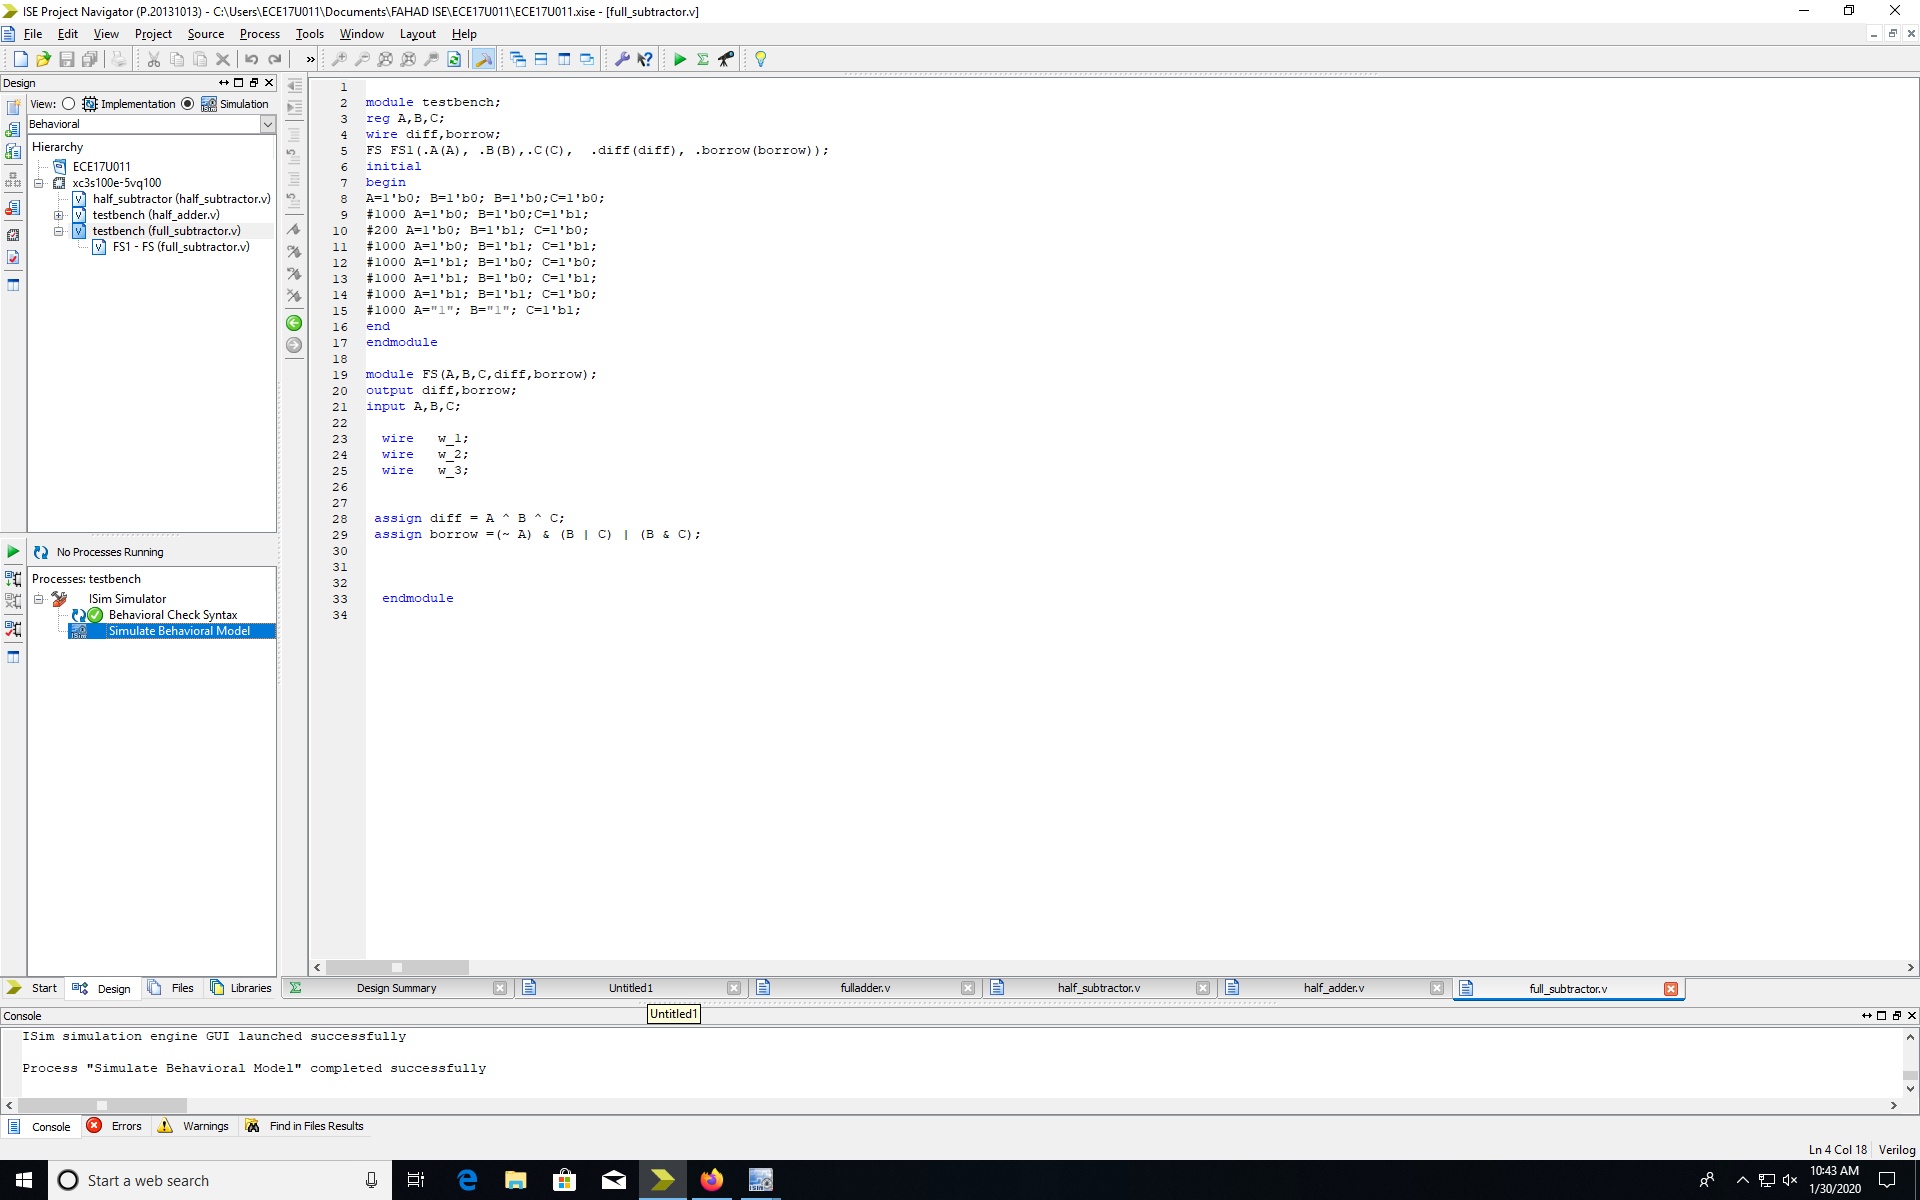 ISE Project Navigator (P.20131013) - C:\Users\ECE17U011\Documents\FAHAD ISE\ECE17U011\ECE17U011.xise - [full_subtractor.v]
File Edit View Project Source Process Tools Window Layout Help
Design
View: Implementation Simulation
Behavioral
Hierarchy
ECE17U011
xc3s100e-5vq100
half_subtractor (half_subtractor.v)
testbench (half_adder.v)
testbench (full_subtractor.v)
FS1 - FS (full_subtractor.v)
No Processes Running
Processes: testbench
ISim Simulator
Behavioral Check Syntax
Simulate Behavioral Model
1
2 module testbench;
3 reg A,B,C;
4 wire diff,borrow;
5 FS FS1(.A(A), .B(B),.C(C),  .diff(diff), .borrow(borrow));
6 initial
7 begin
8 A=1'b0; B=1'b0; B=1'b0;C=1'b0;
9 #1000 A=1'b0; B=1'b0;C=1'b1;
10 #200 A=1'b0; B=1'b1; C=1'b0;
11 #1000 A=1'b0; B=1'b1; C=1'b1;
12 #1000 A=1'b1; B=1'b0; C=1'b0;
13 #1000 A=1'b1; B=1'b0; C=1'b1;
14 #1000 A=1'b1; B=1'b1; C=1'b0;
15 #1000 A="1"; B="1"; C=1'b1;
16 end
17 endmodule
18
19 module FS(A,B,C,diff,borrow);
20 output diff,borrow;
21 input A,B,C;
22
23 wire w_1;
24 wire w_2;
25 wire w_3;
26
27
28 assign diff = A ^ B ^ C;
29 assign borrow =(~ A) & (B | C) | (B & C);
30
31
32
33 endmodule
34
Start Design Files Libraries
Design Summary Untitled1 fulladder.v half_subtractor.v half_adder.v full_subtractor.v
Untitled1
Console
ISim simulation engine GUI launched successfully
Process "Simulate Behavioral Model" completed successfully
Console Errors Warnings Find in Files Results
Ln 4 Col 18 Verilog
Start a web search
10:43 AM
1/30/2020